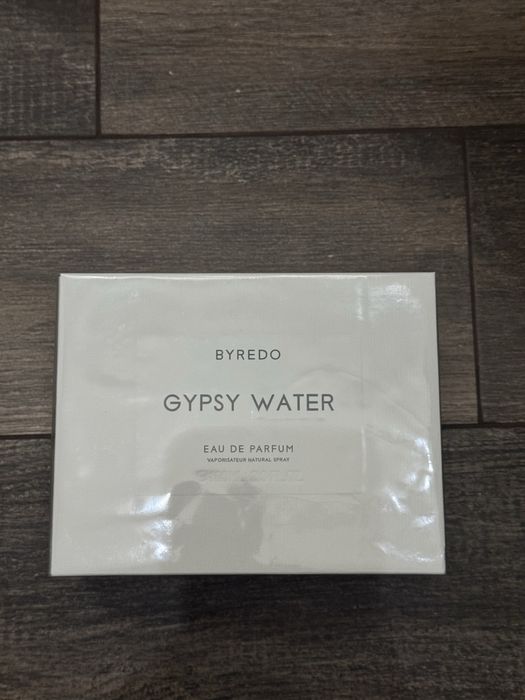 BYREDO
GYPSY WATER
EAU DE PARFUM
VAPORISATEUR NATURAL SPRAY